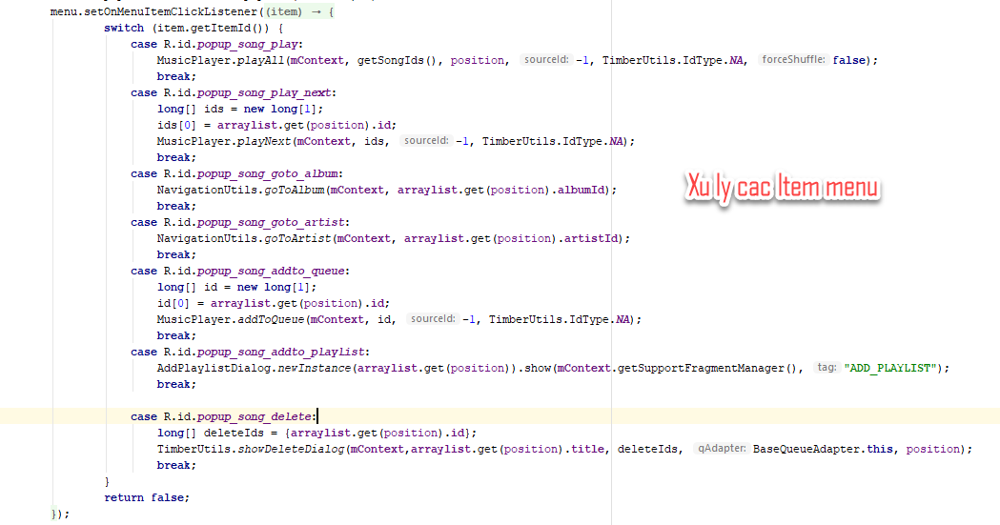 menu.setOnMenuItemClickListener((item) → {
switch (item.getItemId()) {
case R.id.popup_song_play:
MusicPlayer.playAll(mContext, getSongIds(), position, sourceId: -1, TimberUtils.IdType.NA, forceShuffle: false);
break;
case R.id.popup_song_play_next:
long[] ids = new long[1];
ids[0] = arraylist.get(position).id;
MusicPlayer.playNext(mContext, ids, sourceId: -1, TimberUtils.IdType.NA);
break;
case R.id.popup_song_goto_album:
NavigationUtils.goToAlbum(mContext, arraylist.get(position).albumId);
Xu ly cac Item menu
break;
case R.id.popup_song_goto_artist:
NavigationUtils.goToArtist(mContext, arraylist.get(position).artistId);
break;
case R.id.popup_song_addto_queue:
long[] id = new long[1];
id[0] = arraylist.get(position).id;
MusicPlayer.addToQueue(mContext, id, sourceId: -1, TimberUtils.IdType.NA);
break;
case R.id.popup_song_addto_playlist:
AddPlaylistDialog.newInstance(arraylist.get(position)).show(mContext.getSupportFragmentManager(), tag: "ADD_PLAYLIST");
break;
case R.id.popup_song_delete:
long[] deleteIds = {arraylist.get(position).id};
TimberUtils.showDeleteDialog(mContext,arraylist.get(position).title, deleteIds, qAdapter: BaseQueueAdapter.this, position);
break;
}
return false;
});